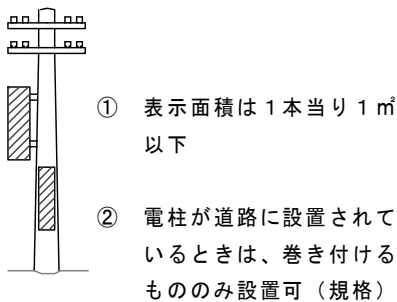 ① 表示面積は１本当り１㎡
以下
② 電柱が道路に設置されて
いるときは、巻き付ける
もののみ設置可（規格）